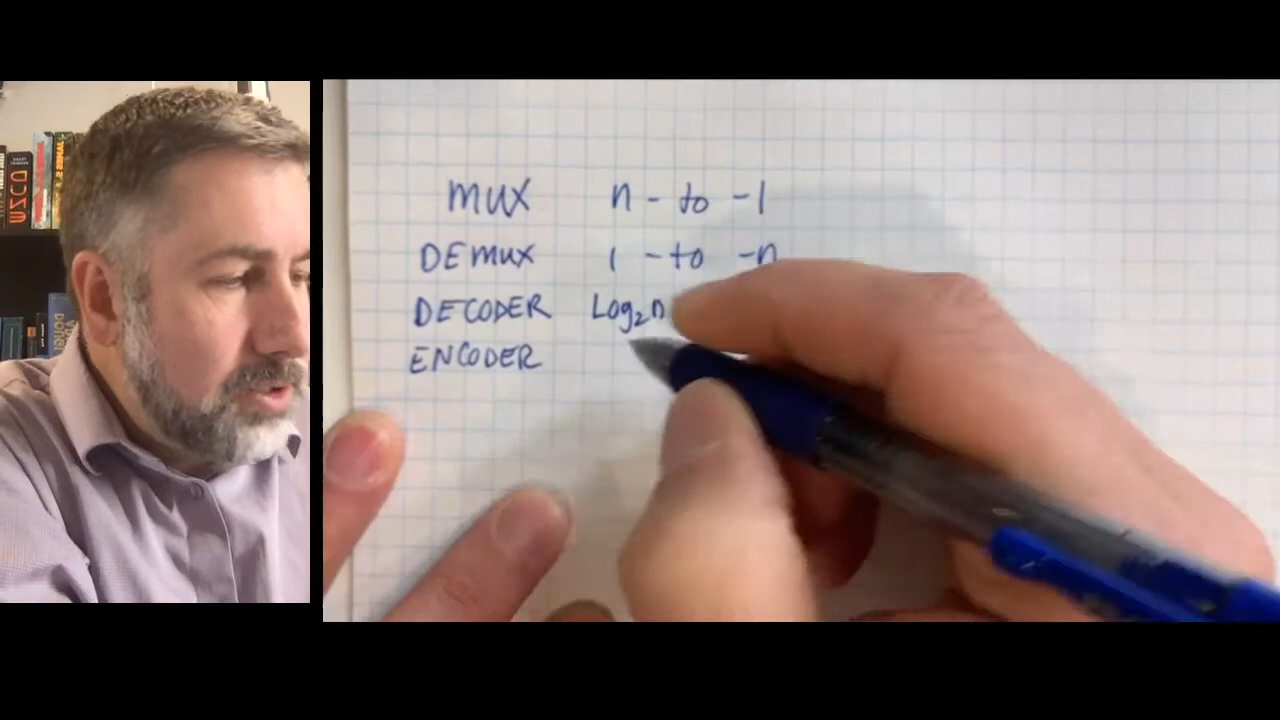 MUX n - to - 1
DEMUX 1 - to - n
DECODER Log₂n
ENCODER